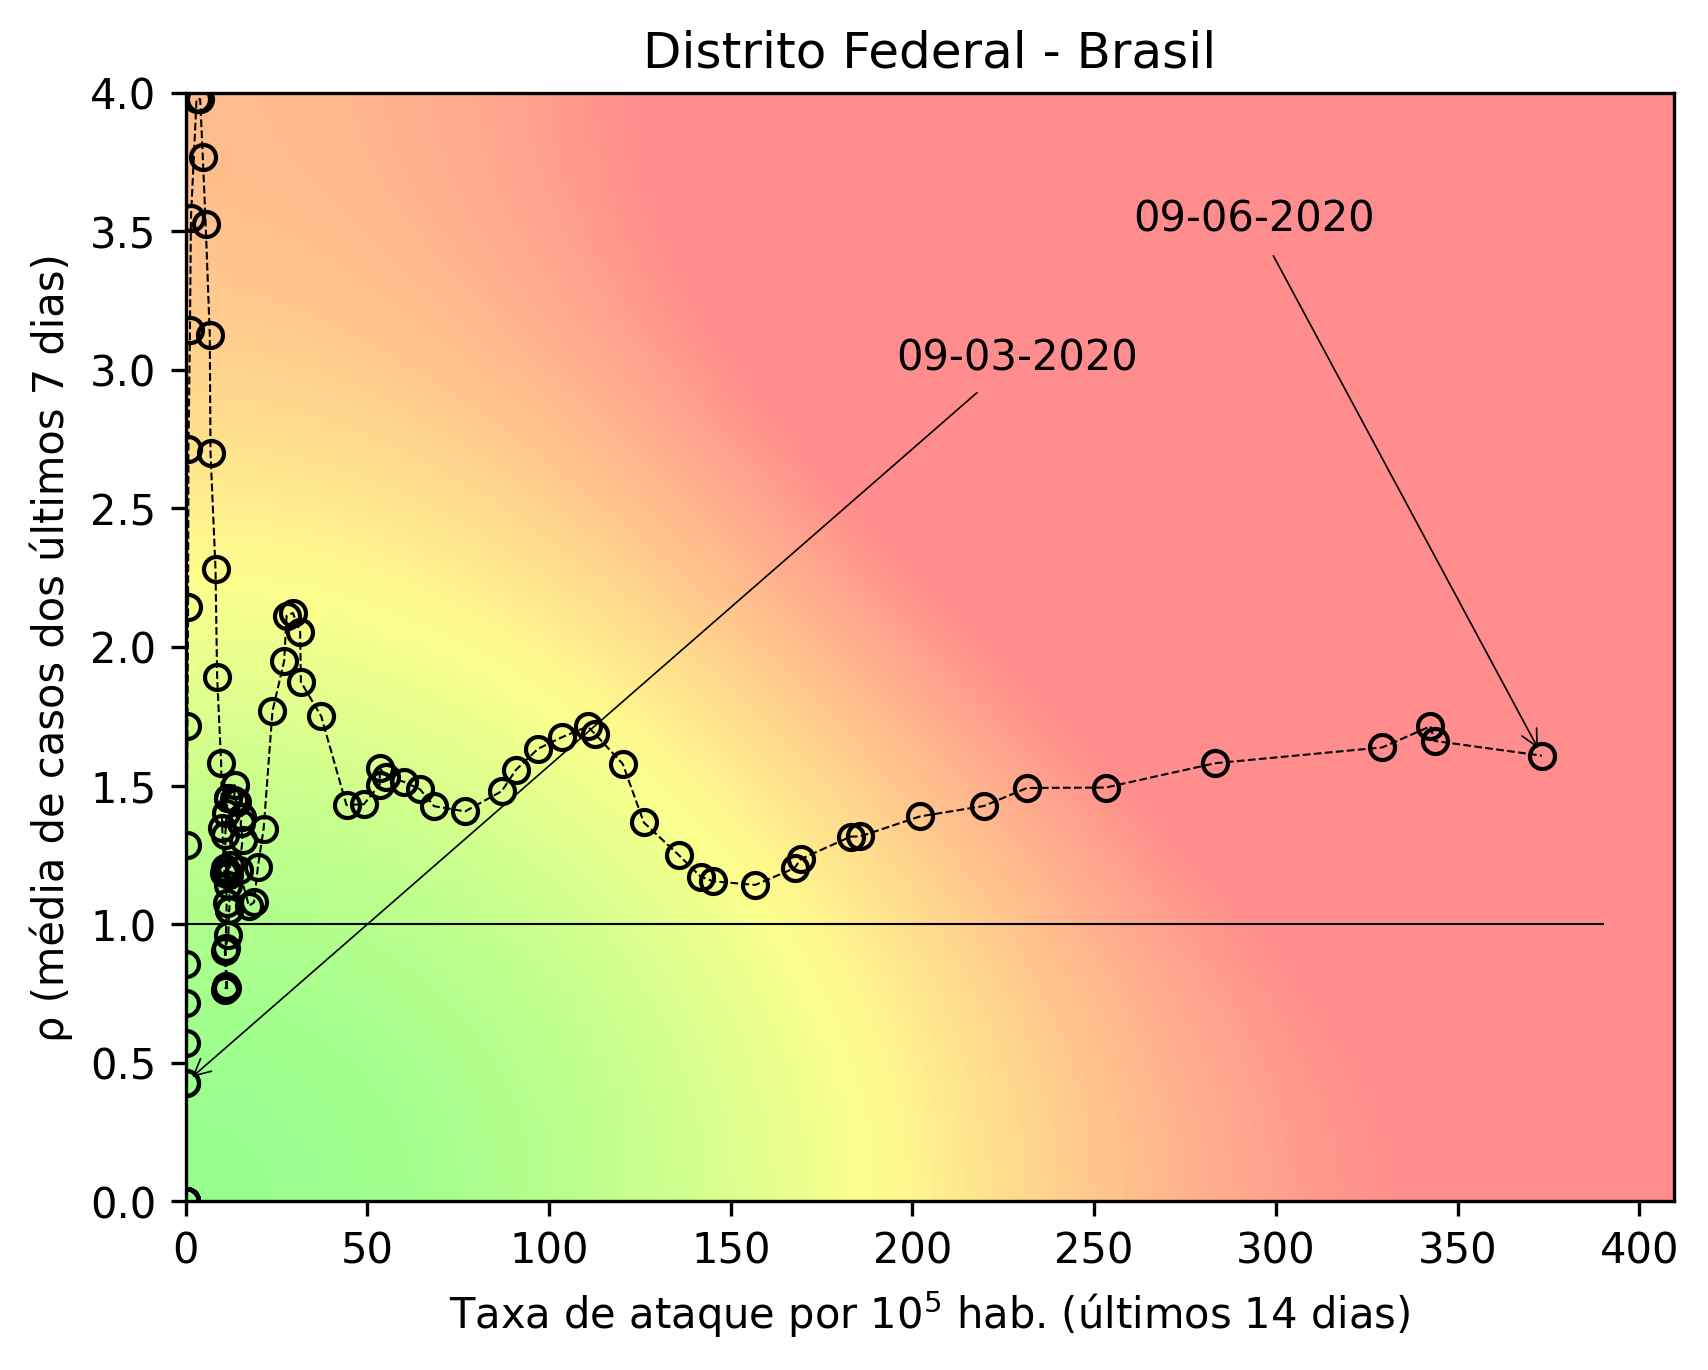 Distrito Federal - Brasil
4.0
3.5
3.0
2.5
2.0
1.5
1.0
0.5
0.0
ρ (média de casos dos últimos 7 dias)
09-06-2020
09-03-2020
0 50 100 150 200 250 300 350 400
Taxa de ataque por 10⁵ hab. (últimos 14 dias)